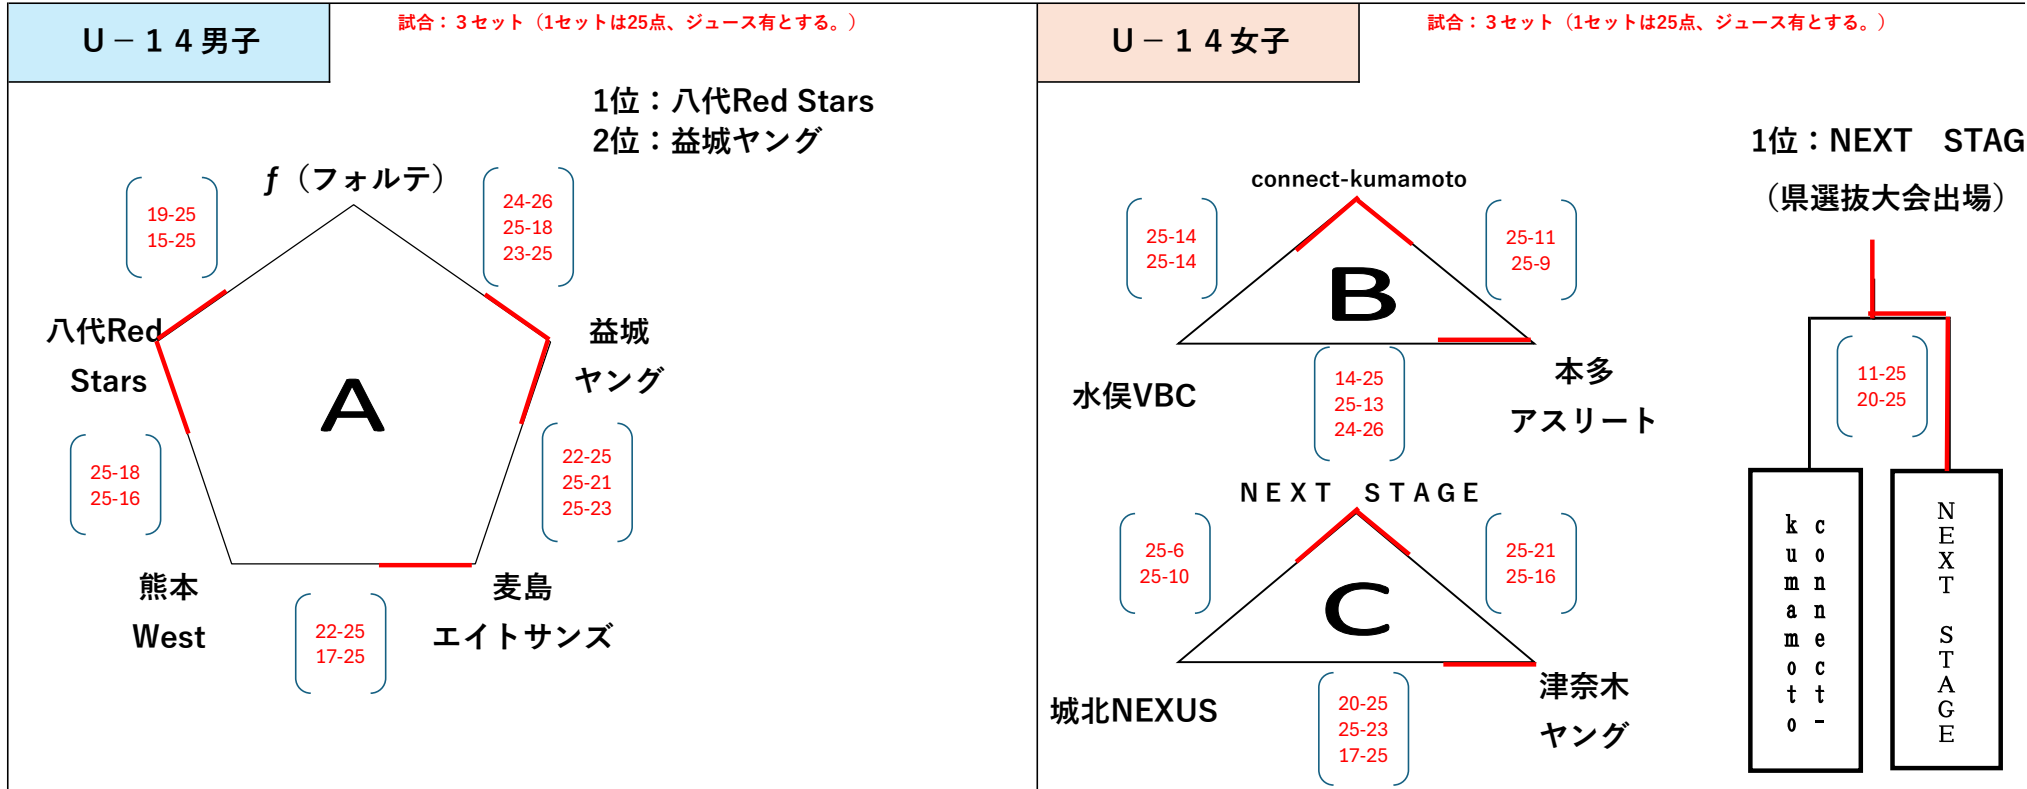 U－１４男子
試合：３セット（1セットは25点、ジュース有とする。）
1位：八代Red Stars
2位：益城ヤング
ｆ（フォルテ）
19-25
15-25
24-26
25-18
23-25
八代Red
Stars
益城
ヤング
A
25-18
25-16
22-25
25-21
25-23
熊本
West
麦島
エイトサンズ
22-25
17-25
U－１４女子
試合：３セット（1セットは25点、ジュース有とする。）
connect-kumamoto
25-14
25-14
25-11
25-9
B
水俣VBC
本多
アスリート
14-25
25-13
24-26
ＮＥＸＴ　ＳＴＡＧＥ
25-6
25-10
25-21
25-16
C
城北NEXUS
津奈木
ヤング
20-25
25-23
17-25
1位：NEXT　STAG
（県選抜大会出場）
11-25
20-25
connect-
kumamoto
NEXT　STAGE